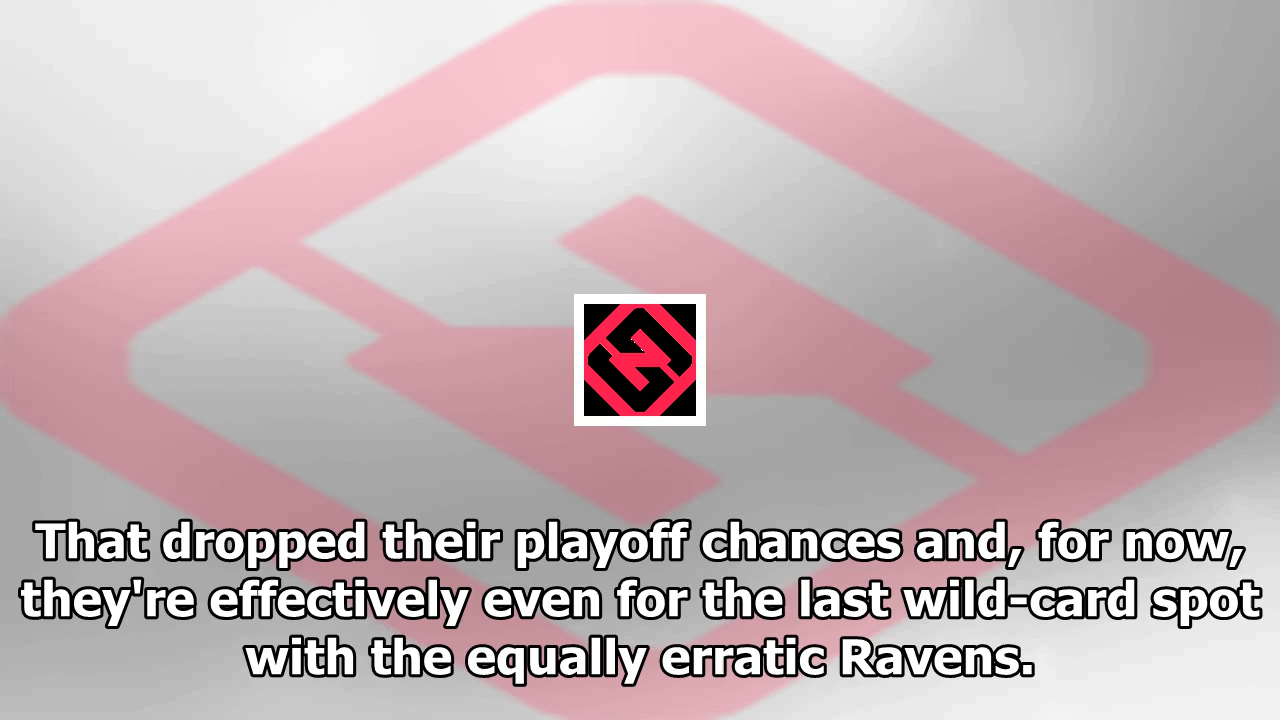 That dropped their playoff chances and, for now,
they're effectively even for the last wild-card spot
with the equally erratic Ravens.